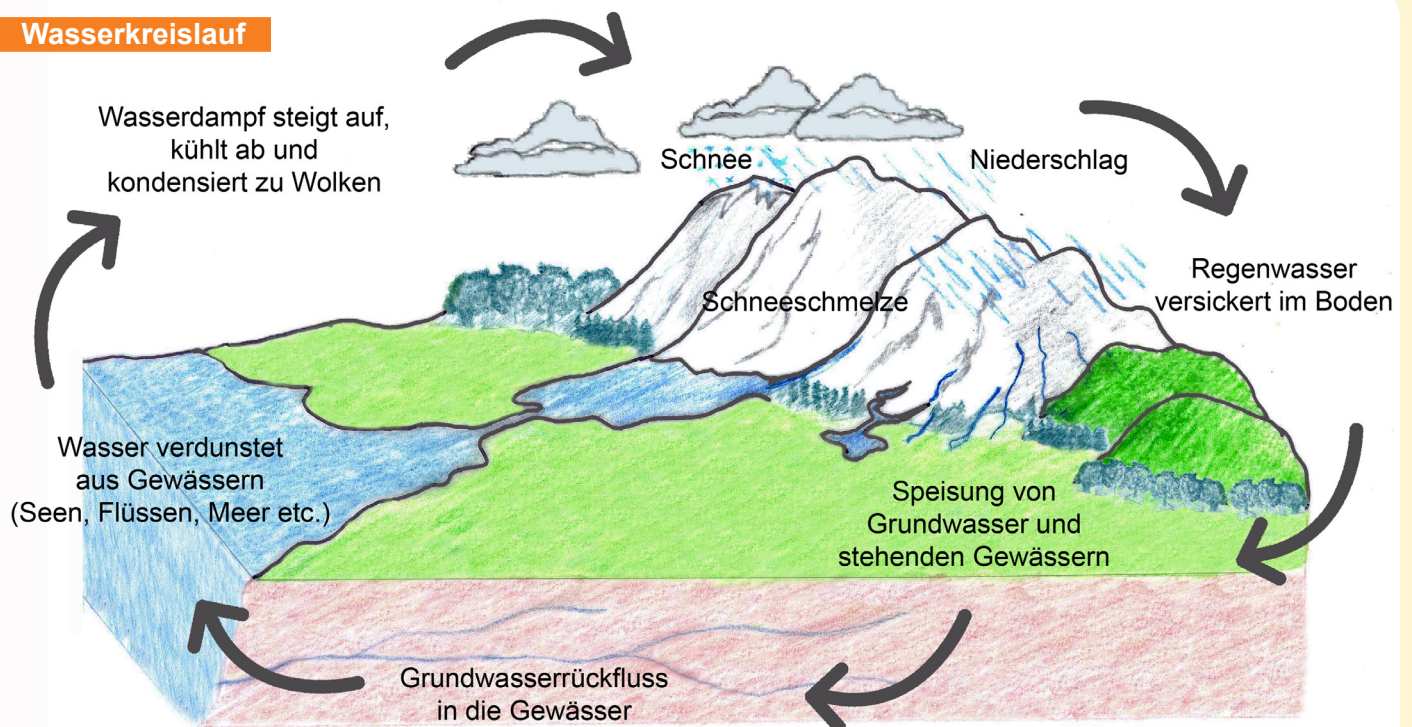 Wasserkreislauf
Wasserdampf steigt auf,
kühlt ab und
kondensiert zu Wolken
Schnee
Niederschlag
Regenwasser
versickert im Boden
Schneeschmelze
Wasser verdunstet
aus Gewässern
(Seen, Flüssen, Meer etc.)
Speisung von
Grundwasser und
stehenden Gewässern
Grundwasserrückfluss
in die Gewässer